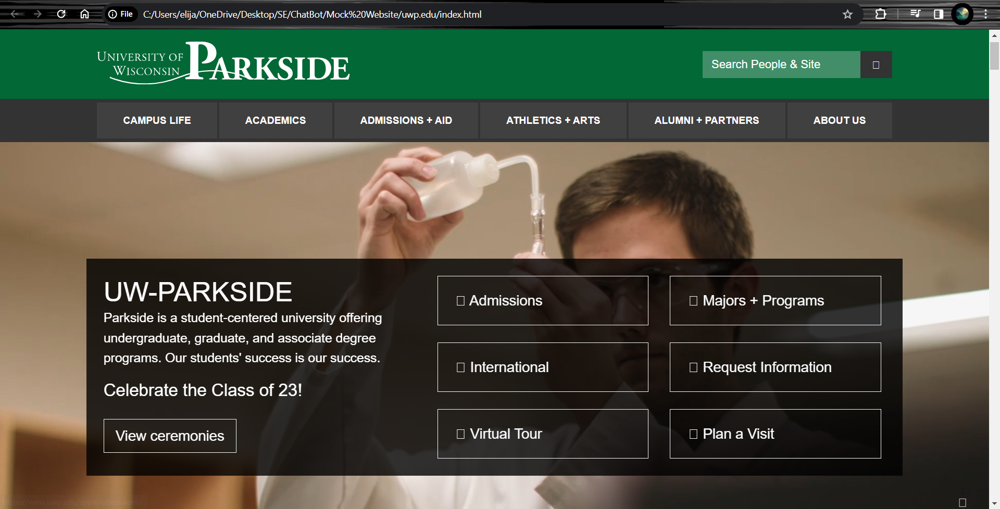 File
C:/Users/elija/OneDrive/Desktop/SE/ChatBot/Mock%20Website/uwp.edu/index.html
UNIVERSITY OF
WISCONSIN
PARKSIDE
Search People & Site
CAMPUS LIFE
ACADEMICS
ADMISSIONS + AID
ATHLETICS + ARTS
ALUMNI + PARTNERS
ABOUT US
UW-PARKSIDE
Parkside is a student-centered university offering
undergraduate, graduate, and associate degree
programs. Our students' success is our success.
Celebrate the Class of 23!
View ceremonies
Admissions
Majors + Programs
International
Request Information
Virtual Tour
Plan a Visit
https://www.uwp.edu/apply/admissions/